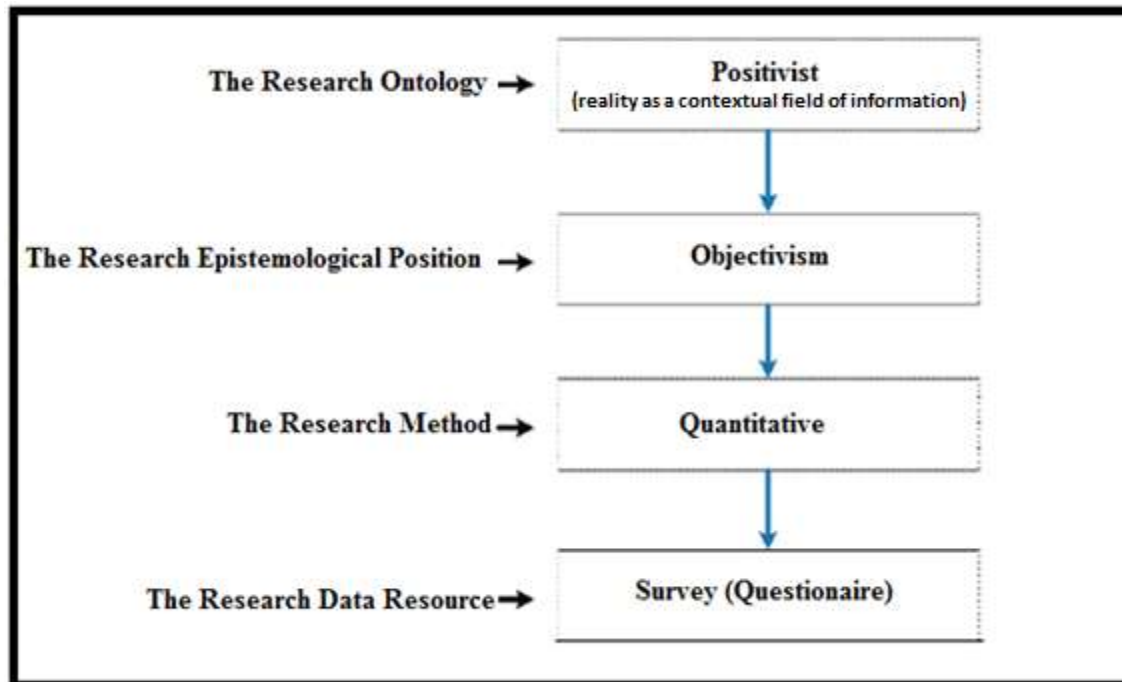 The Research Ontology
Positivist
(reality as a contextual field of information)
The Research Epistemological Position
Objectivism
The Research Method
Quantitative
The Research Data Resource
Survey (Questionaire)